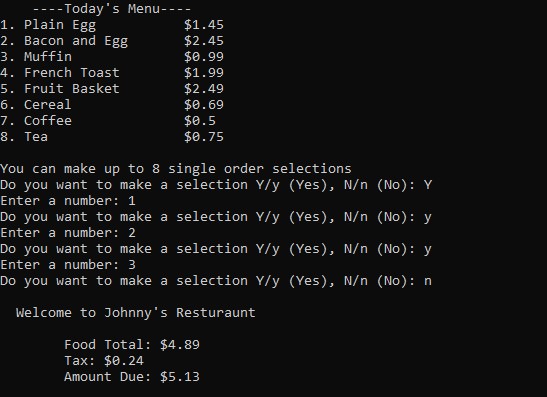 ----Today's Menu----
1. Plain Egg $1.45
2. Bacon and Egg $2.45
3. Muffin $0.99
4. French Toast $1.99
5. Fruit Basket $2.49
6. Cereal $0.69
7. Coffee $0.5
8. Tea $0.75
You can make up to 8 single order selections
Do you want to make a selection Y/y (Yes), N/n (No): Y
Enter a number: 1
Do you want to make a selection Y/y (Yes), N/n (No): y
Enter a number: 2
Do you want to make a selection Y/y (Yes), N/n (No): y
Enter a number: 3
Do you want to make a selection Y/y (Yes), N/n (No): n
Welcome to Johnny's Resturaunt
Food Total: $4.89
Tax: $0.24
Amount Due: $5.13